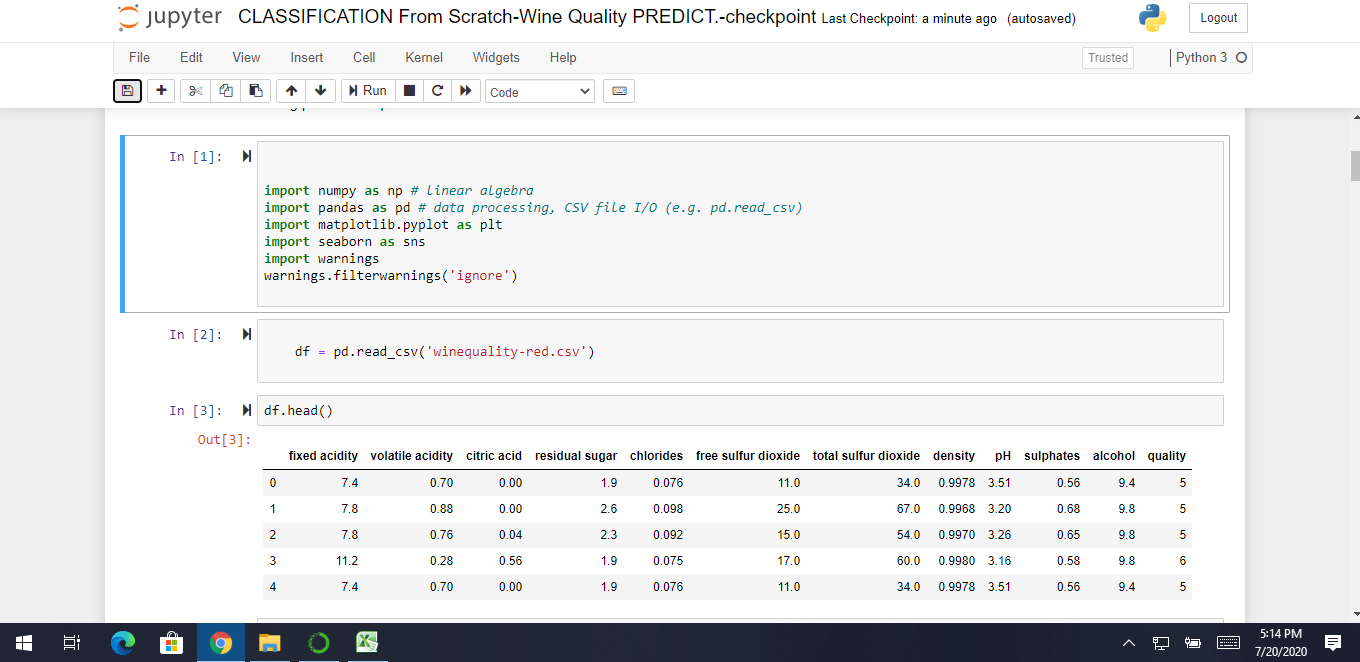 jupyter CLASSIFICATION From Scratch-Wine Quality PREDICT.-checkpoint Last Checkpoint: a minute ago (autosaved) Logout
File Edit View Insert Cell Kernel Widgets Help Trusted Python 3
Run Code
In [1]:
import numpy as np # linear algebra
import pandas as pd # data processing, CSV file I/O (e.g. pd.read_csv)
import matplotlib.pyplot as plt
import seaborn as sns
import warnings
warnings.filterwarnings('ignore')
In [2]:
df = pd.read_csv('winequality-red.csv')
In [3]: df.head()
Out[3]:
fixed acidity volatile acidity citric acid residual sugar chlorides free sulfur dioxide total sulfur dioxide density pH sulphates alcohol quality
0 7.4 0.70 0.00 1.9 0.076 11.0 34.0 0.9978 3.51 0.56 9.4 5
1 7.8 0.88 0.00 2.6 0.098 25.0 67.0 0.9968 3.20 0.68 9.8 5
2 7.8 0.76 0.04 2.3 0.092 15.0 54.0 0.9970 3.26 0.65 9.8 5
3 11.2 0.28 0.56 1.9 0.075 17.0 60.0 0.9980 3.16 0.58 9.8 6
4 7.4 0.70 0.00 1.9 0.076 11.0 34.0 0.9978 3.51 0.56 9.4 5
5:14 PM
7/20/2020